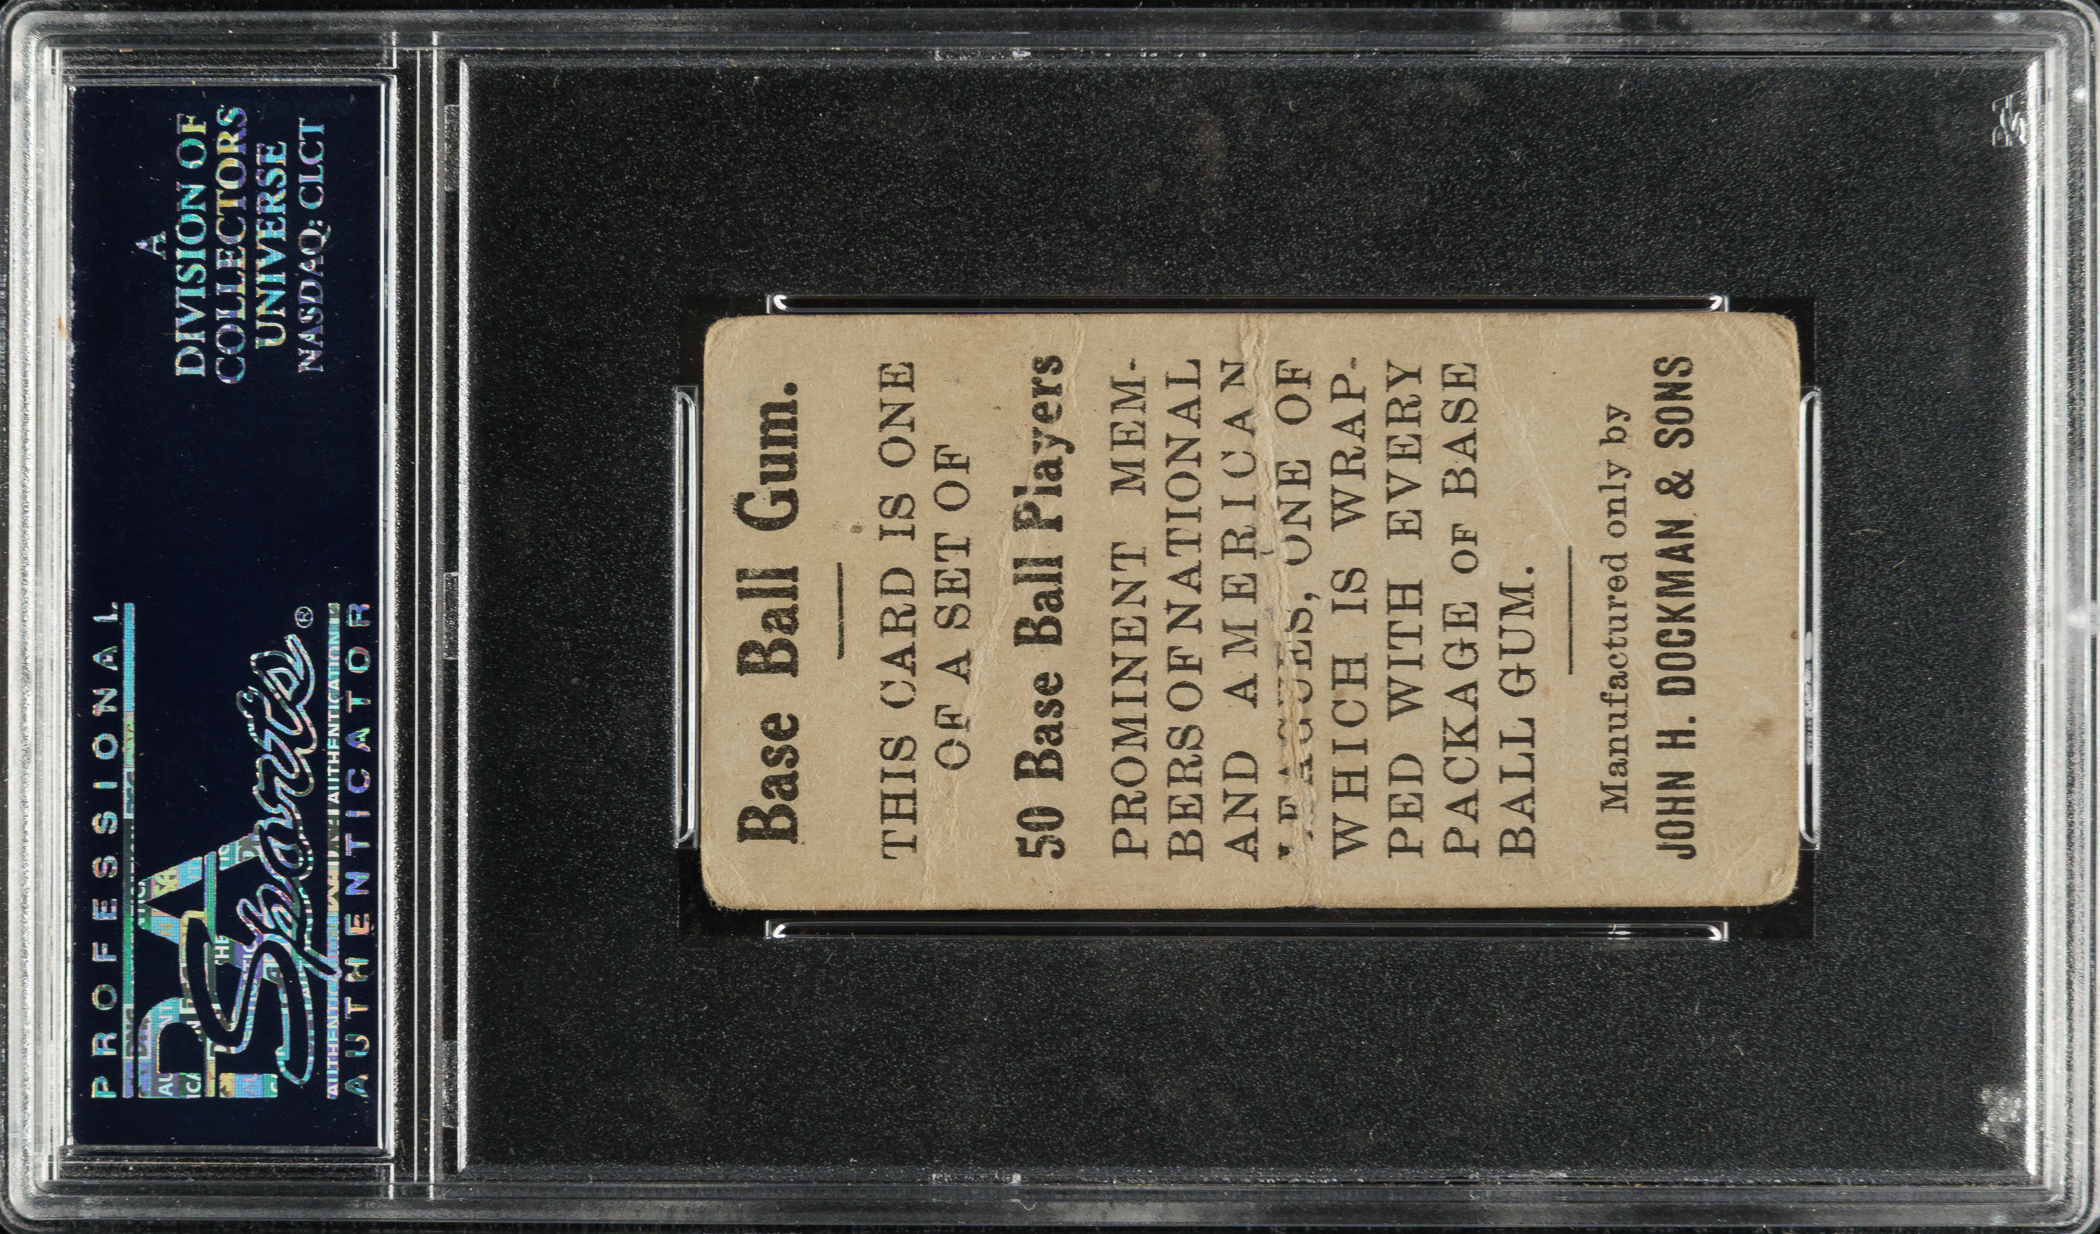 PROFESSIONAL
PSA
Sports®
AUTHENTICATOR
A
DIVISION OF
COLLECTORS
UNIVERSE
NASDAQ: CLCT
Base Ball Gum.
THIS CARD IS ONE
OF A SET OF
50 Base Ball Players
PROMINENT MEM-
BERS OF NATIONAL
AND AMERICAN
LEAGUES, ONE OF
WHICH IS WRAP-
PED WITH EVERY
PACKAGE OF BASE
BALL GUM.
Manufactured only by
JOHN H. DOCKMAN & SONS
PSA